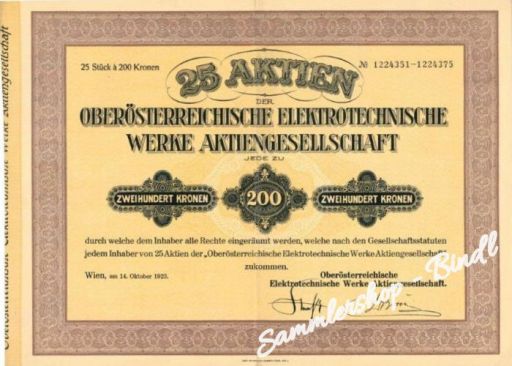 25 Stück à 200 Kronen
25 AKTIEN
№ 1224351-1224375
DER
OBERÖSTERREICHISCHE ELEKTROTECHNISCHE
WERKE AKTIENGESELLSCHAFT
JEDE ZU
ZWEIHUNDERT KRONEN
200
ZWEIHUNDERT KRONEN
durch welche dem Inhaber alle Rechte eingeräumt werden, welche nach den Gesellschaftsstatuten
jedem Inhaber von 25 Aktien der „Oberösterreichische Elektrotechnische Werke Aktiengesellschaft"
zukommen.
Wien, am 14. Oktober 1923.
Oberösterreichische
Elektrotechnische Werke Aktiengesellschaft.
Sammlershop - Bindl
Werke Aktiengesellschaft